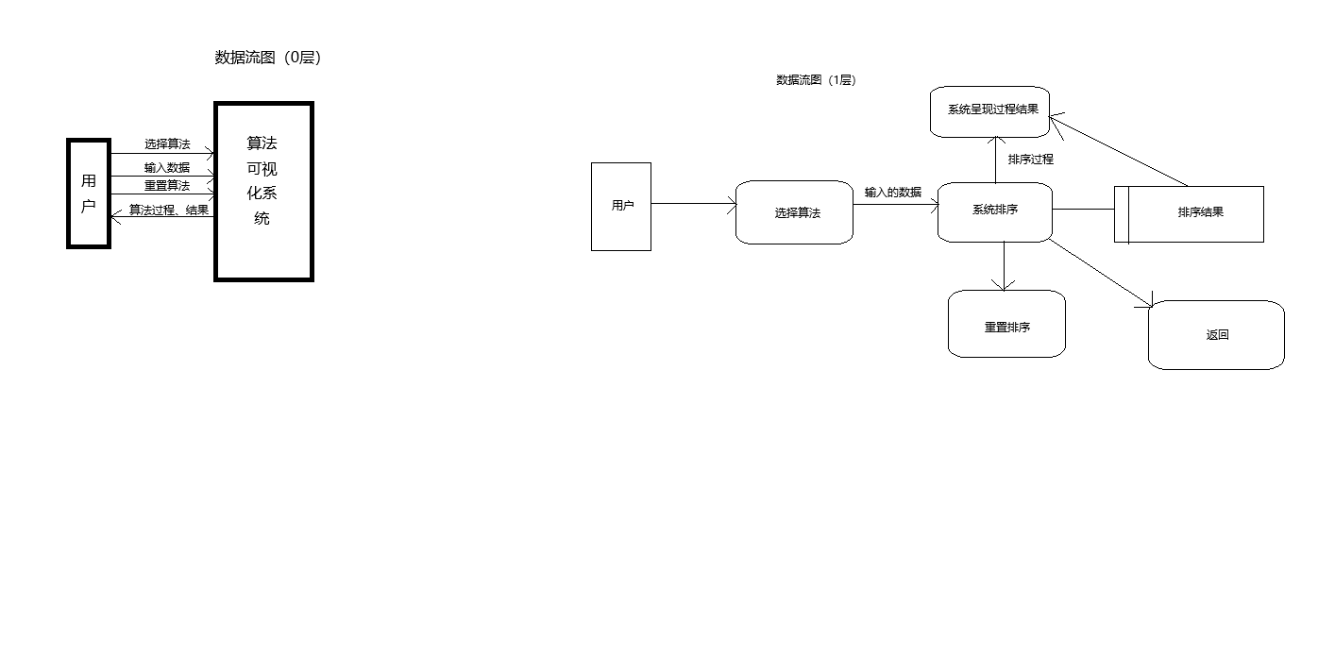 数据流图（0层）
用
户
选择算法
输入数据
重置算法
算法过程、结果
算法
可视
化系
统
数据流图（1层）
用户
选择算法
输入的数据
系统呈现过程结果
排序过程
系统排序
排序结果
重置排序
返回